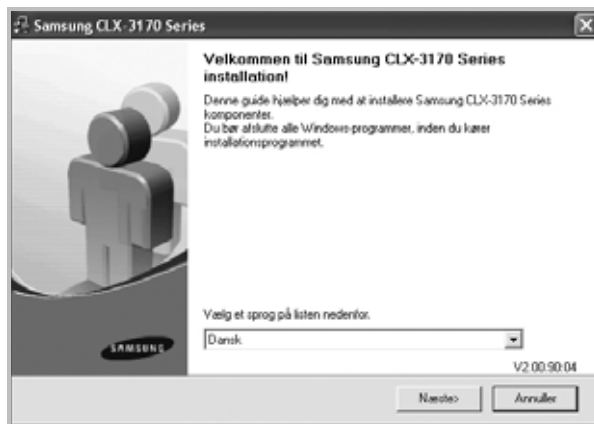 Samsung CLX-3170 Series
Velkommen til Samsung CLX-3170 Series
installation!
Denne guide hjælper dig med at installere Samsung CLX-3170 Series
komponenter.
Du bør afslutte alle Windows-programmer, inden du kører
installationsprogrammet.
Vælg et sprog på listen nedenfor.
Dansk
SAMSUNG
V2.00.90:04
Næste>
Annuller